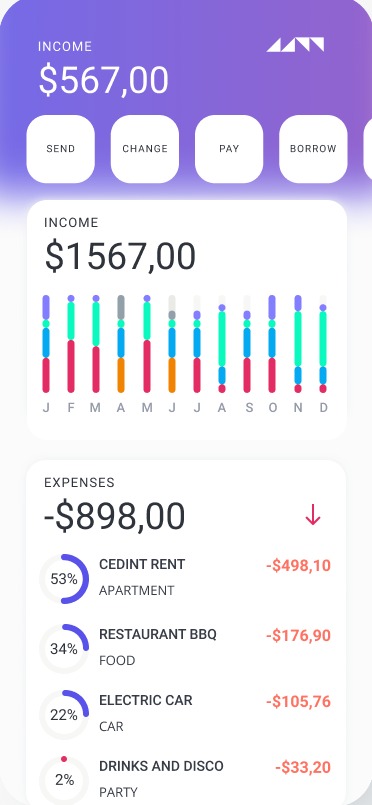 INCOME
$567,00
SEND CHANGE PAY BORROW
INCOME
$1567,00
J F M A M J J A S O N D
EXPENSES
-$898,00
53% CEDINT RENT -$498,10
APARTMENT
34% RESTAURANT BBQ -$176,90
FOOD
22% ELECTRIC CAR -$105,76
CAR
2% DRINKS AND DISCO -$33,20
PARTY